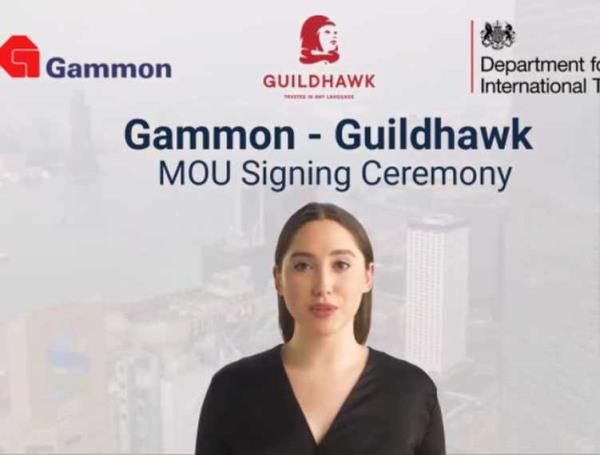 Gammon
GUILDHAWK
TRUSTED IN ANY LANGUAGE
Department fo
International T
Gammon - Guildhawk
MOU Signing Ceremony